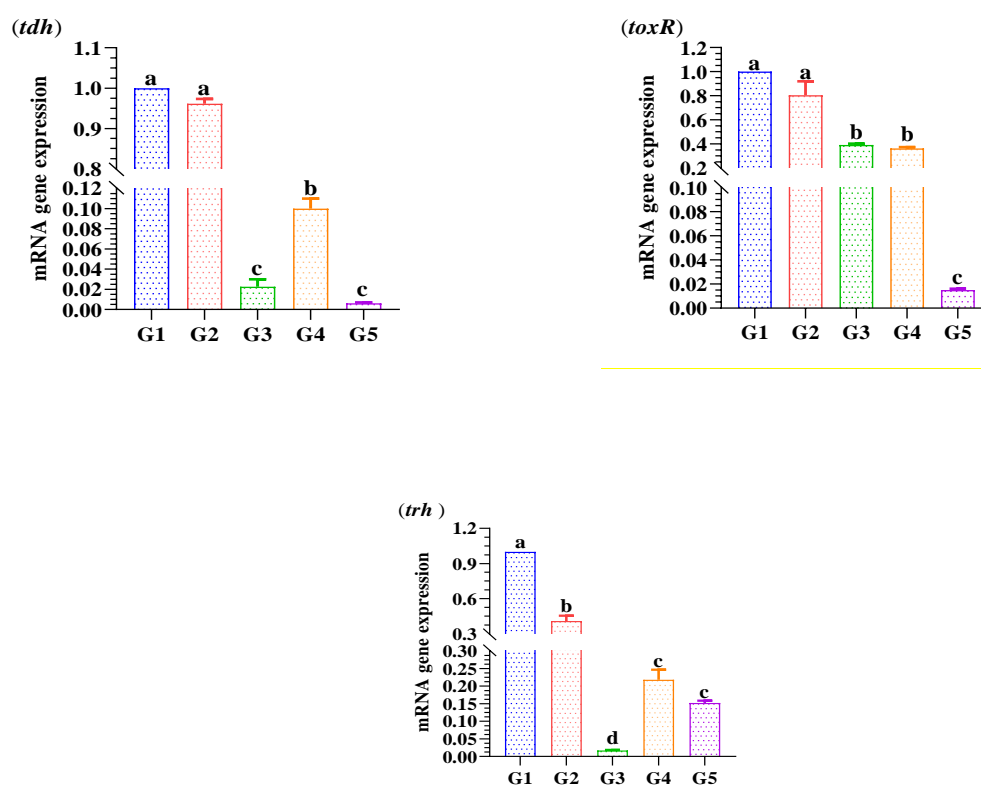 (tdh)
mRNA gene expression
1.1
1.0
0.9
0.8
0.12
0.10
0.08
0.06
0.04
0.02
0.00
a
a
c
b
c
G1 G2 G3 G4 G5
(toxR)
mRNA gene expression
1.2
1.0
0.8
0.6
0.4
0.2
0.10
0.08
0.06
0.04
0.02
0.00
a
a
b
b
c
G1 G2 G3 G4 G5
(trh )
mRNA gene expression
1.2
0.9
0.6
0.3
0.30
0.25
0.20
0.15
0.10
0.05
0.00
a
b
d
c
c
G1 G2 G3 G4 G5